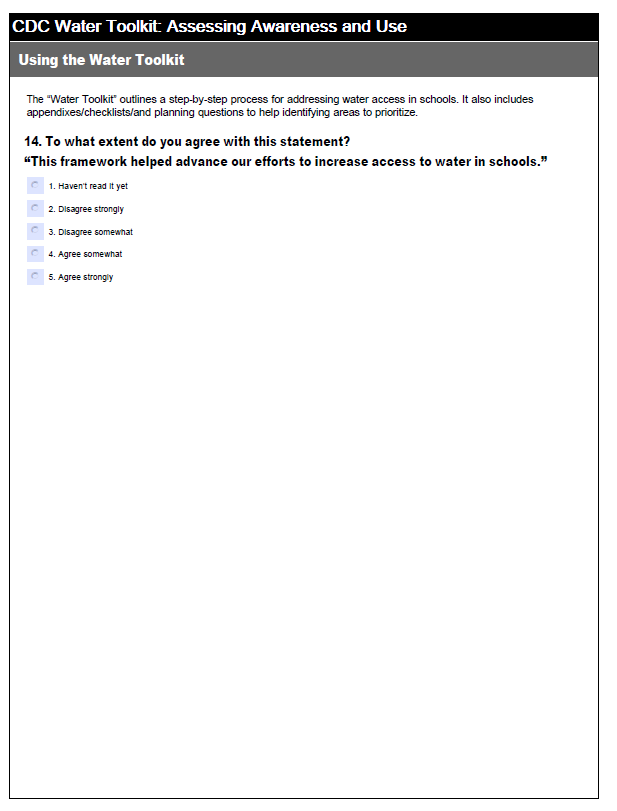 CDC Water Toolkit: Assessing Awareness and Use
Using the Water Toolkit
The “Water Toolkit” outlines a step-by-step process for addressing water access in schools. It also includes
appendixes/checklists/and planning questions to help identifying areas to prioritize.
14. To what extent do you agree with this statement?
“This framework helped advance our efforts to increase access to water in schools.”
1. Haven't read it yet
2. Disagree strongly
3. Disagree somewhat
4. Agree somewhat
5. Agree strongly